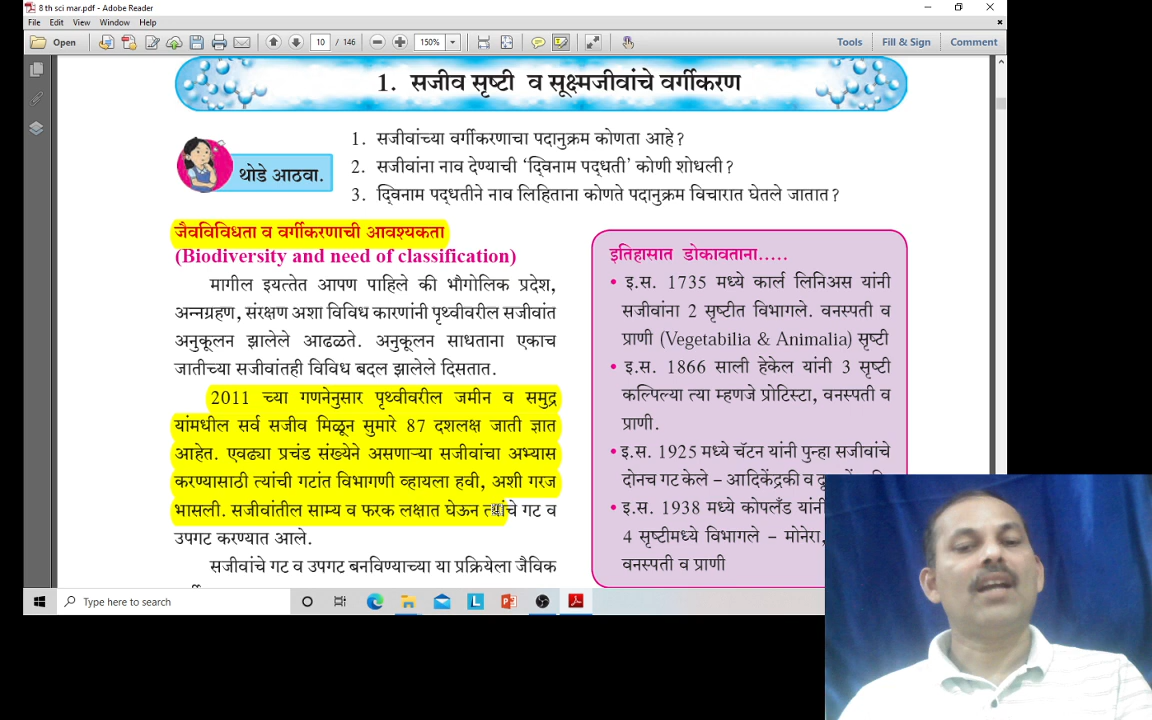 8 th sci mar.pdf - Adobe Reader
File Edit View Window Help
Open 10 / 146 150% Tools Fill & Sign Comment
1. सजीव सृष्टी व सूक्ष्मजीवांचे वर्गीकरण
थोडे आठवा.
1. सजीवांच्या वर्गीकरणाचा पदानुक्रम कोणता आहे?
2. सजीवांना नाव देण्याची ‘द्विनाम पद्धती’ कोणी शोधली?
3. द्विनाम पद्धतीने नाव लिहिताना कोणते पदानुक्रम विचारात घेतले जातात?
जैवविविधता व वर्गीकरणाची आवश्यकता
(Biodiversity and need of classification)
मागील इयत्तेत आपण पाहिले की भौगोलिक प्रदेश,
अन्नग्रहण, संरक्षण अशा विविध कारणांनी पृथ्वीवरील सजीवांत
अनुकूलन झालेले आढळते. अनुकूलन साधताना एकाच
जातीच्या सजीवांतही विविध बदल झालेले दिसतात.
2011 च्या गणनेनुसार पृथ्वीवरील जमीन व समुद्र
यांमधील सर्व सजीव मिळून सुमारे 87 दशलक्ष जाती ज्ञात
आहेत. एवढ्या प्रचंड संख्येने असणाऱ्या सजीवांचा अभ्यास
करण्यासाठी त्यांची गटांत विभागणी व्हायला हवी, अशी गरज
भासली. सजीवांतील साम्य व फरक लक्षात घेऊन त्यांचे गट व
उपगट करण्यात आले.
सजीवांचे गट व उपगट बनविण्याच्या या प्रक्रियेला जैविक
इतिहासात डोकावताना.....
• इ.स. 1735 मध्ये कार्ल लिनिअस यांनी
सजीवांना 2 सृष्टीत विभागले. वनस्पती व
प्राणी (Vegetabilia & Animalia) सृष्टी
• इ.स. 1866 साली हेकेल यांनी 3 सृष्टी
कल्पिल्या त्या म्हणजे प्रोटिस्टा, वनस्पती व
प्राणी.
• इ.स. 1925 मध्ये चॅटन यांनी पुन्हा सजीवांचे
दोनच गट केले – आदिकेंद्रकी व
• इ.स. 1938 मध्ये कोपलँड यांनी
4 सृष्टीमध्ये विभागले – मोनेरा,
वनस्पती व प्राणी
Type here to search